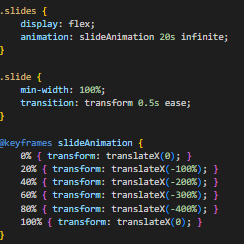 .slides {
    display: flex;
    animation: slideAnimation 20s infinite;
}

.slide {
    min-width: 100%;
    transition: transform 0.5s ease;
}

@keyframes slideAnimation {
    0% { transform: translateX(0); }
    20% { transform: translateX(-100%); }
    40% { transform: translateX(-200%); }
    60% { transform: translateX(-300%); }
    80% { transform: translateX(-400%); }
    100% { transform: translateX(0); }
}